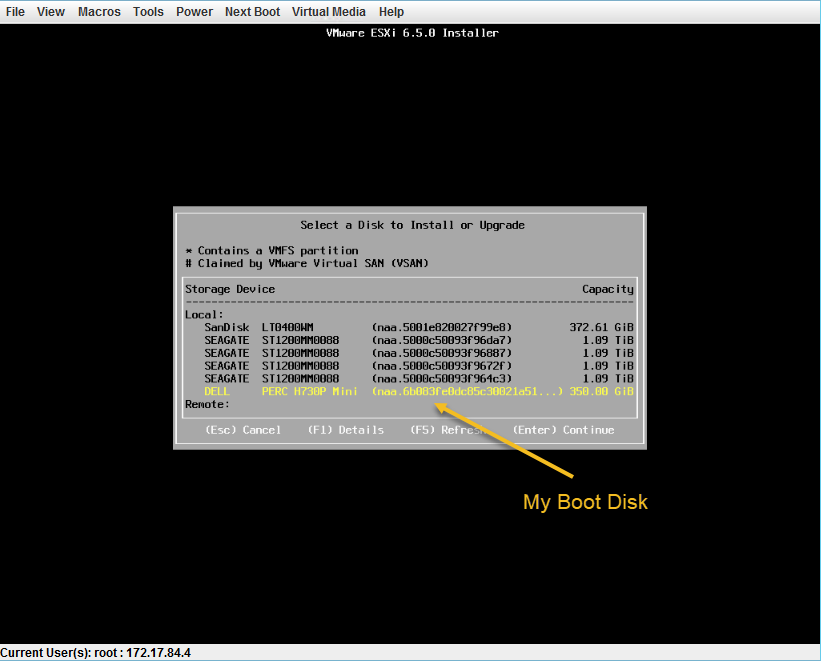 File View Macros Tools Power Next Boot Virtual Media Help
VMware ESXi 6.5.0 Installer
Select a Disk to Install or Upgrade
* Contains a VMFS partition
# Claimed by VMware Virtual SAN (VSAN)
Storage Device Capacity
Local:
SanDisk LT0400WM (naa.5001e820027f99e8) 372.61 GiB
SEAGATE ST1200MM0088 (naa.5000c50093f96da7) 1.09 TiB
SEAGATE ST1200MM0088 (naa.5000c50093f96887) 1.09 TiB
SEAGATE ST1200MM0088 (naa.5000c50093f9672f) 1.09 TiB
SEAGATE ST1200MM0088 (naa.5000c50093f964c3) 1.09 TiB
DELL PERC H730P Mini (naa.6b083fe0dc05c30021a51...) 350.00 GiB
Remote:
(Esc) Cancel (F1) Details (F5) Refresh (Enter) Continue
My Boot Disk
Current User(s): root : 172.17.84.4